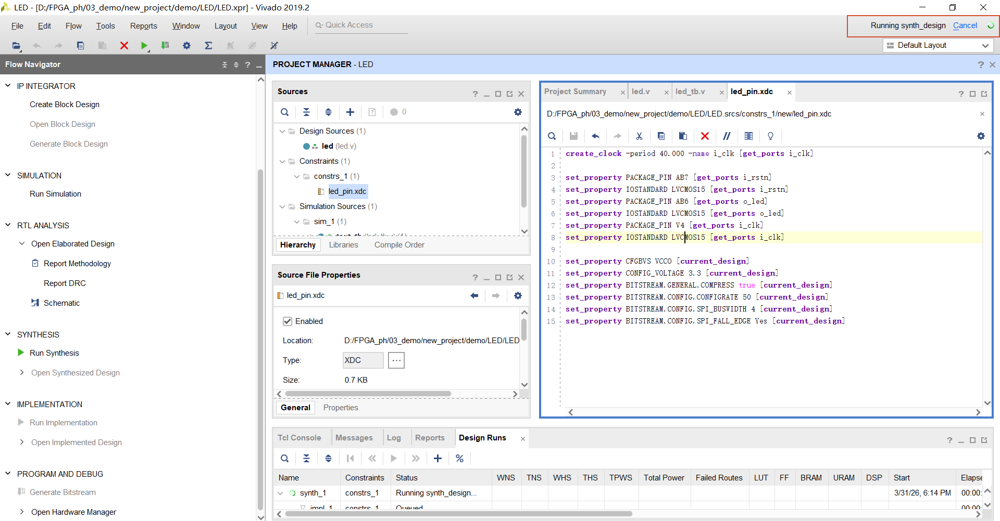 LED - [D:/FPGA_ph/03_demo/new_project/demo/LED/LED.xpr] - Vivado 2019.2
File Edit Flow Tools Reports Window Layout View Help Quick Access
Running synth_design Cancel
Default Layout
Flow Navigator
IP INTEGRATOR
Create Block Design
Open Block Design
Generate Block Design
SIMULATION
Run Simulation
RTL ANALYSIS
Open Elaborated Design
Report Methodology
Report DRC
Schematic
SYNTHESIS
Run Synthesis
Open Synthesized Design
IMPLEMENTATION
Run Implementation
Open Implemented Design
PROGRAM AND DEBUG
Generate Bitstream
Open Hardware Manager
PROJECT MANAGER - LED
Sources
0
Design Sources (1)
led (led.v)
Constraints (1)
constrs_1 (1)
led_pin.xdc
Simulation Sources (1)
sim_1 (1)
Hierarchy Libraries Compile Order
Source File Properties
led_pin.xdc
Enabled
Location: D:/FPGA_ph/03_demo/new_project/demo/LED/LED
Type: XDC ...
Size: 0.7 KB
General Properties
Project Summary led.v led_tb.v led_pin.xdc
D:/FPGA_ph/03_demo/new_project/demo/LED/LED.srcs/constrs_1/new/led_pin.xdc
1 create_clock -period 40.000 -name i_clk [get_ports i_clk]
2
3 set_property PACKAGE_PIN AB7 [get_ports i_rstn]
4 set_property IOSTANDARD LVCMOS15 [get_ports i_rstn]
5 set_property PACKAGE_PIN AB6 [get_ports o_led]
6 set_property IOSTANDARD LVCMOS15 [get_ports o_led]
7 set_property PACKAGE_PIN V4 [get_ports i_clk]
8 set_property IOSTANDARD LVCMOS15 [get_ports i_clk]
9
10 set_property CFGBVS VCCO [current_design]
11 set_property CONFIG_VOLTAGE 3.3 [current_design]
12 set_property BITSTREAM.GENERAL.COMPRESS true [current_design]
13 set_property BITSTREAM.CONFIG.CONFIGRATE 50 [current_design]
14 set_property BITSTREAM.CONFIG.SPI_BUSWIDTH 4 [current_design]
15 set_property BITSTREAM.CONFIG.SPI_FALL_EDGE Yes [current_design]
Tcl Console Messages Log Reports Design Runs
Name Constraints Status WNS TNS WHS THS TPWS Total Power Failed Routes LUT FF BRAM URAM DSP Start Elapse
synth_1 constrs_1 Running synth_design... 3/31/26, 6:14 PM 00:00:
impl_1 constrs_1 Queued 00:00: